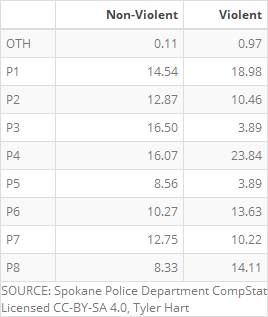 Non-Violent Violent
OTH 0.11 0.97
P1 14.54 18.98
P2 12.87 10.46
P3 16.50 3.89
P4 16.07 23.84
P5 8.56 3.89
P6 10.27 13.63
P7 12.75 10.22
P8 8.33 14.11
SOURCE: Spokane Police Department CompStat
Licensed CC-BY-SA 4.0, Tyler Hart